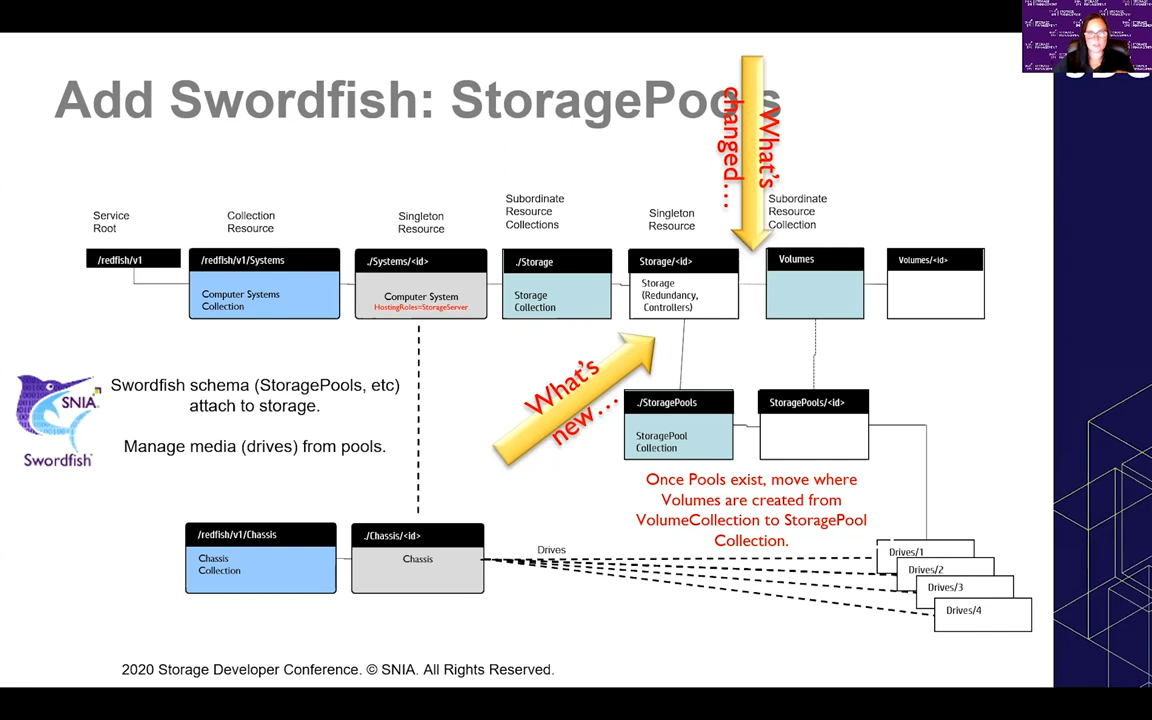 Add Swordfish: StoragePools
What's
changed…
Service
Root
Collection
Resource
Singleton
Resource
Subordinate
Resource
Collections
Singleton
Resource
Subordinate
Resource
Collection
/redfish/v1
/redfish/v1/Systems
Computer Systems
Collection
./Systems/<id>
Computer System
HostingRoles=StorageServer
./Storage
Storage
Collection
Storage/<id>
Storage
(Redundancy,
Controllers)
Volumes
Volumes/<id>
SNIA
Swordfish
Swordfish schema (StoragePools, etc)
attach to storage.
Manage media (drives) from pools.
What's
new…
./StoragePools
StoragePool
Collection
StoragePools/<id>
Once Pools exist, move where
Volumes are created from
VolumeCollection to StoragePool
Collection.
/redfish/v1/Chassis
Chassis
Collection
./Chassis/<id>
Chassis
Drives
Drives/1
Drives/2
Drives/3
Drives/4
2020 Storage Developer Conference. © SNIA. All Rights Reserved.